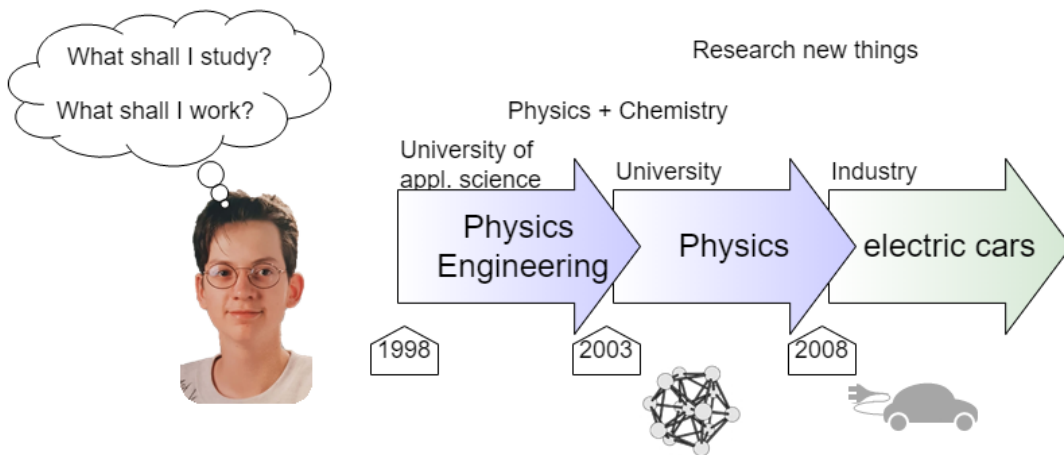 What shall I study?
What shall I work?
Research new things
Physics + Chemistry
University of
appl. science
University
Industry
Physics
Engineering
Physics
electric cars
1998
2003
2008